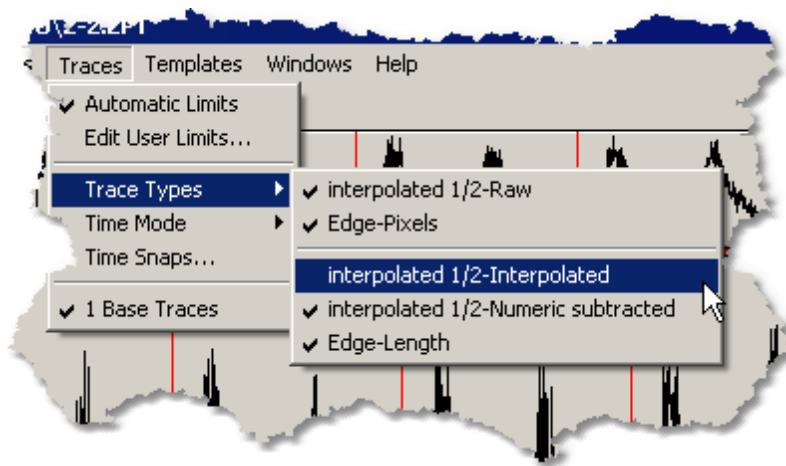 Traces Templates Windows Help
Automatic Limits
Edit User Limits...
Trace Types
interpolated 1/2-Raw
Time Mode
Edge-Pixels
Time Snaps...
interpolated 1/2-Interpolated
1 Base Traces
interpolated 1/2-Numeric subtracted
Edge-Length